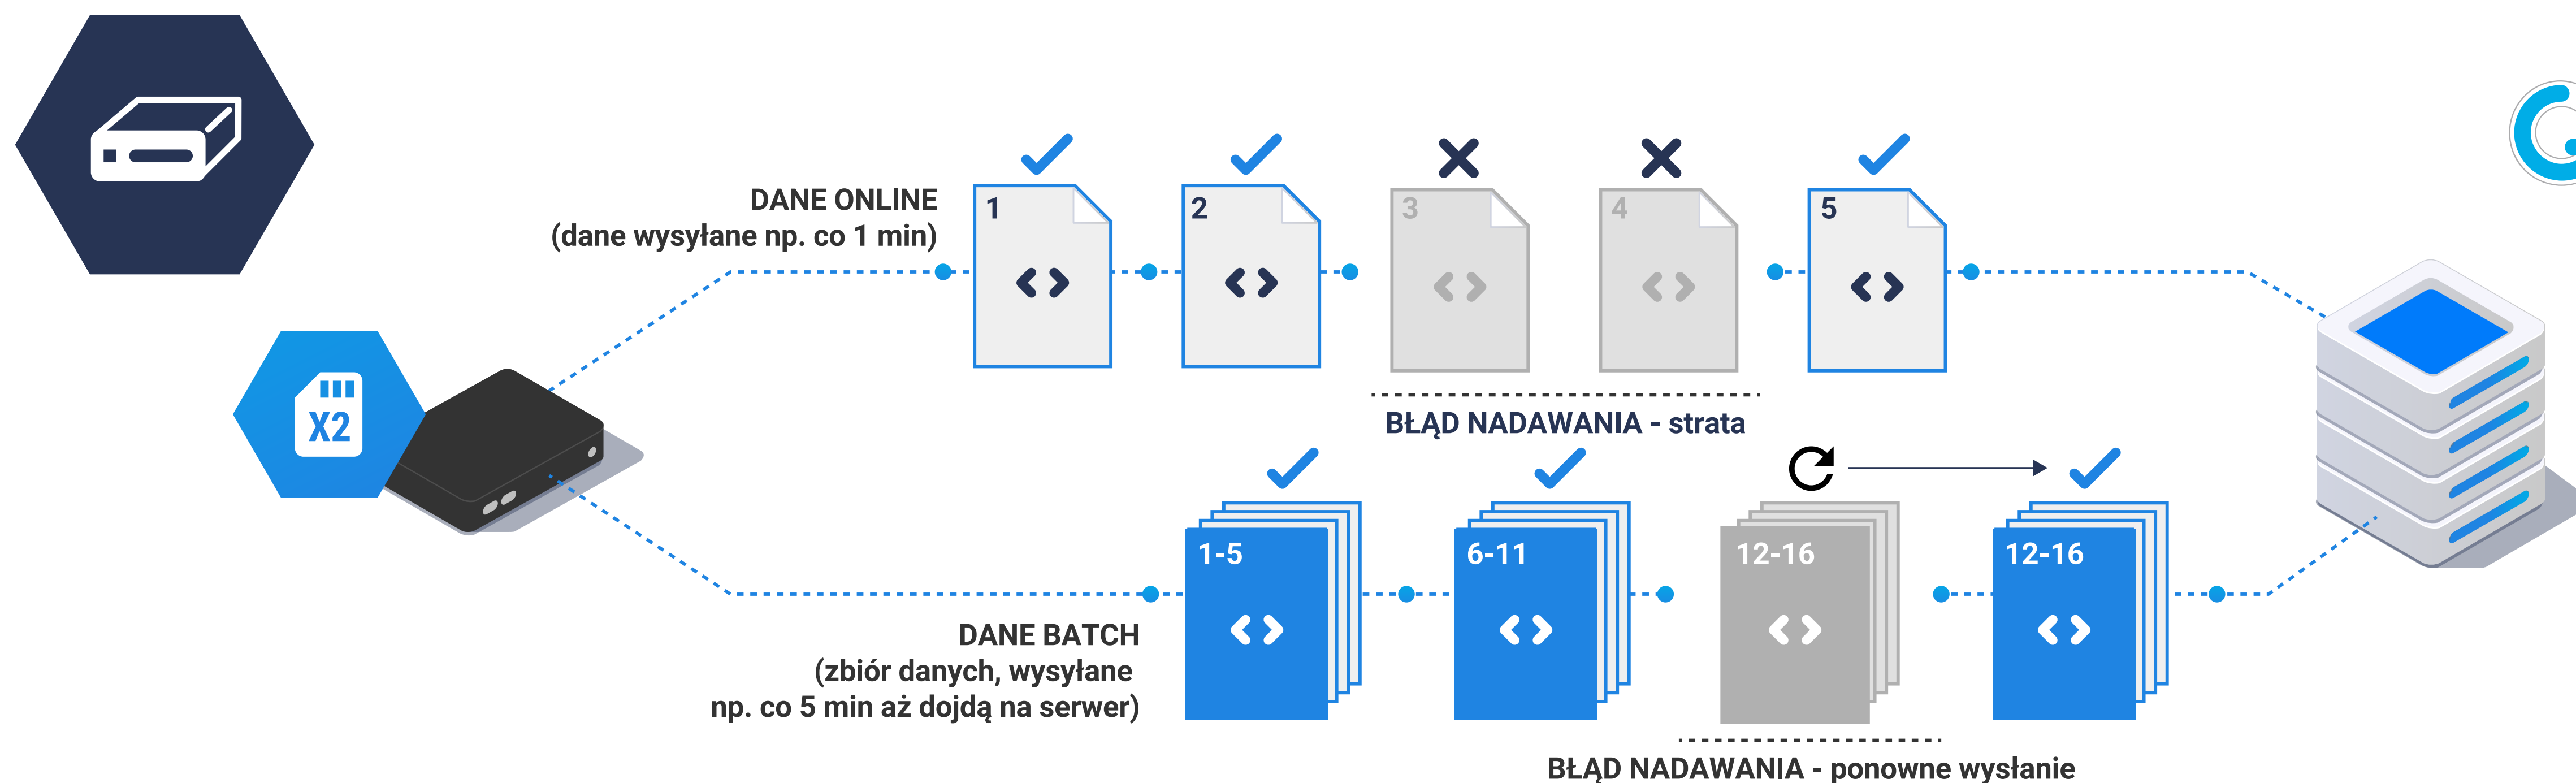 DANE ONLINE
(dane wysyłane np. co 1 min)
1
2
3
4
5
BŁĄD NADAWANIA - strata
X2
1-5
6-11
12-16
12-16
DANE BATCH
(zbiór danych, wysyłane
np. co 5 min aż dojdą na serwer)
BŁĄD NADAWANIA - ponowne wysłanie